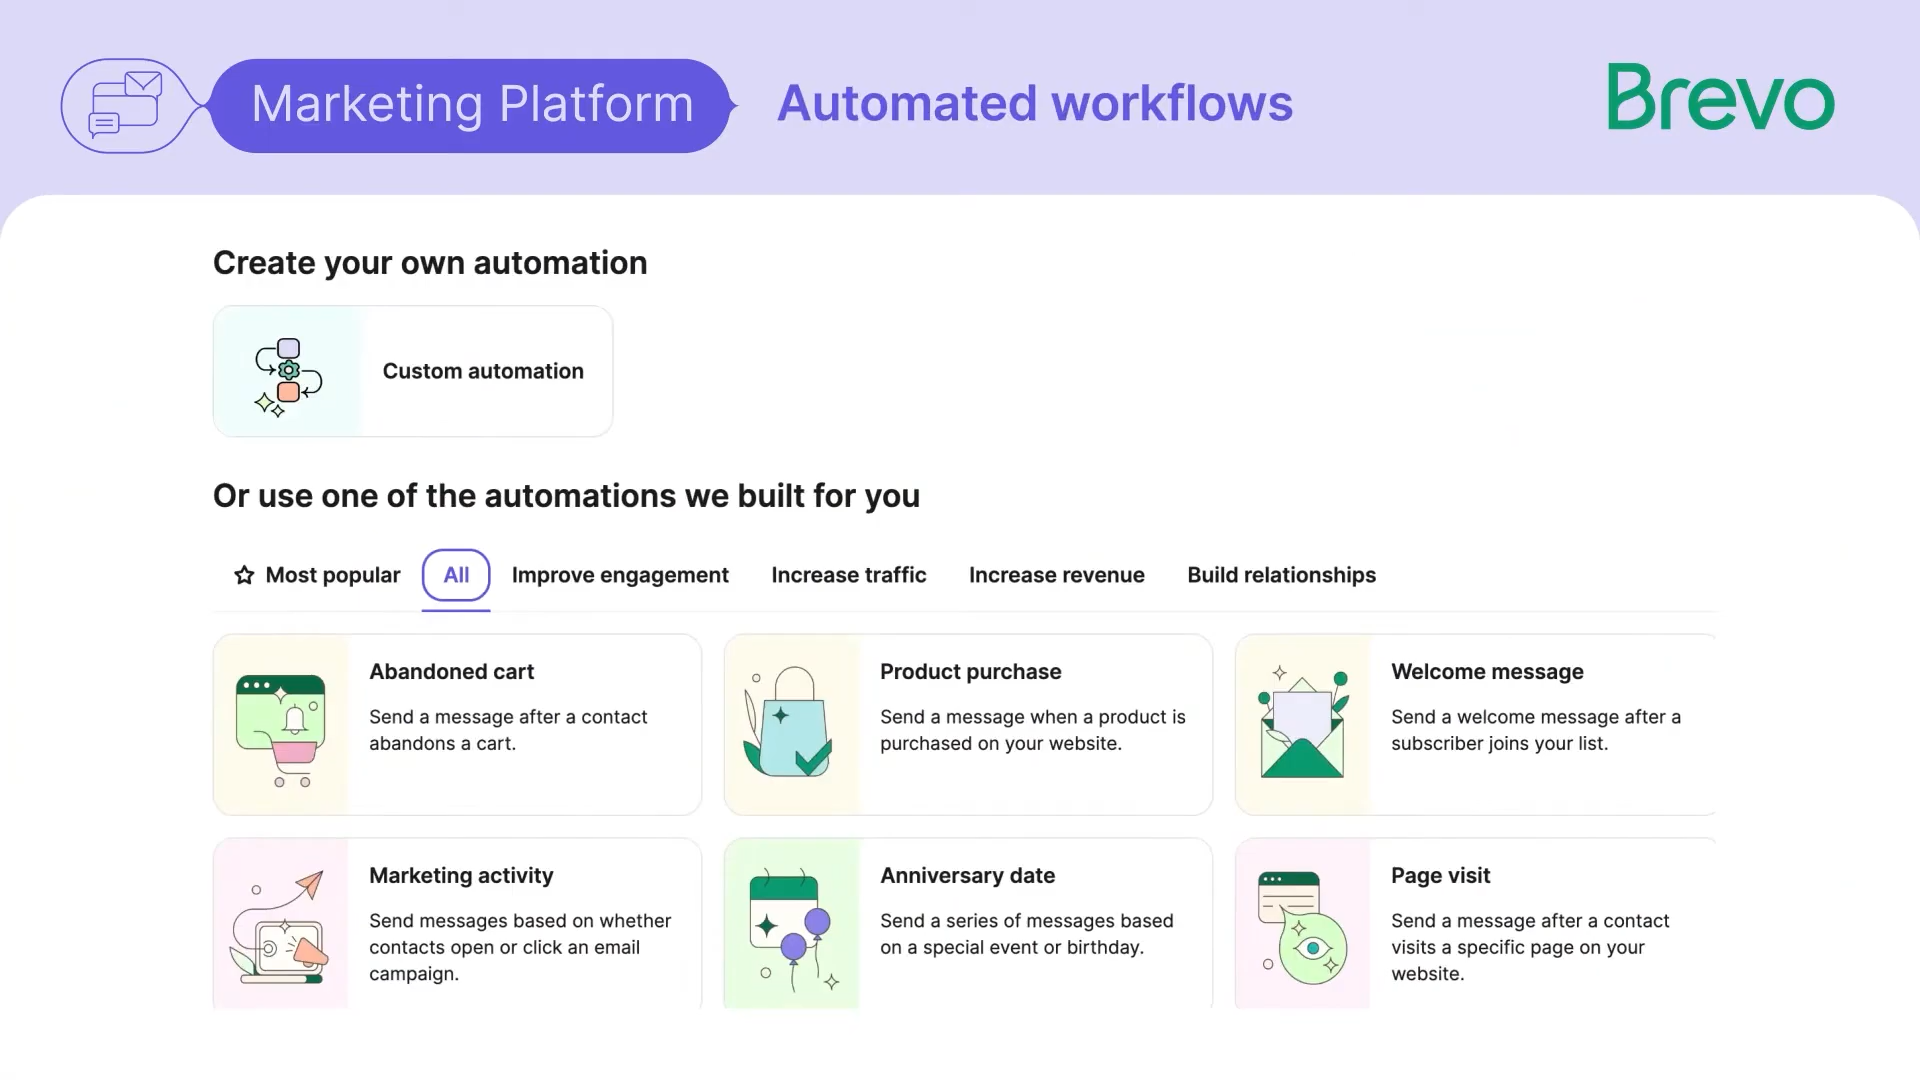 Marketing Platform
Automated workflows
Brevo
Create your own automation
Custom automation
Or use one of the automations we built for you
Most popular
All
Improve engagement
Increase traffic
Increase revenue
Build relationships
Abandoned cart
Send a message after a contact
abandons a cart.
Product purchase
Send a message when a product is
purchased on your website.
Welcome message
Send a welcome message after a
subscriber joins your list.
Marketing activity
Send messages based on whether
contacts open or click an email
campaign.
Anniversary date
Send a series of messages based
on a special event or birthday.
Page visit
Send a message after a contact
visits a specific page on your
website.